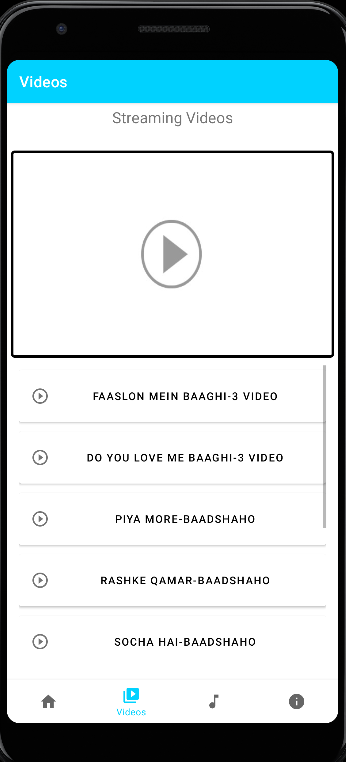 Videos
Streaming Videos
FAASLON MEIN BAAGHI-3 VIDEO
DO YOU LOVE ME BAAGHI-3 VIDEO
PIYA MORE-BAADSHAHO
RASHKE QAMAR-BAADSHAHO
SOCHA HAI-BAADSHAHO
Videos